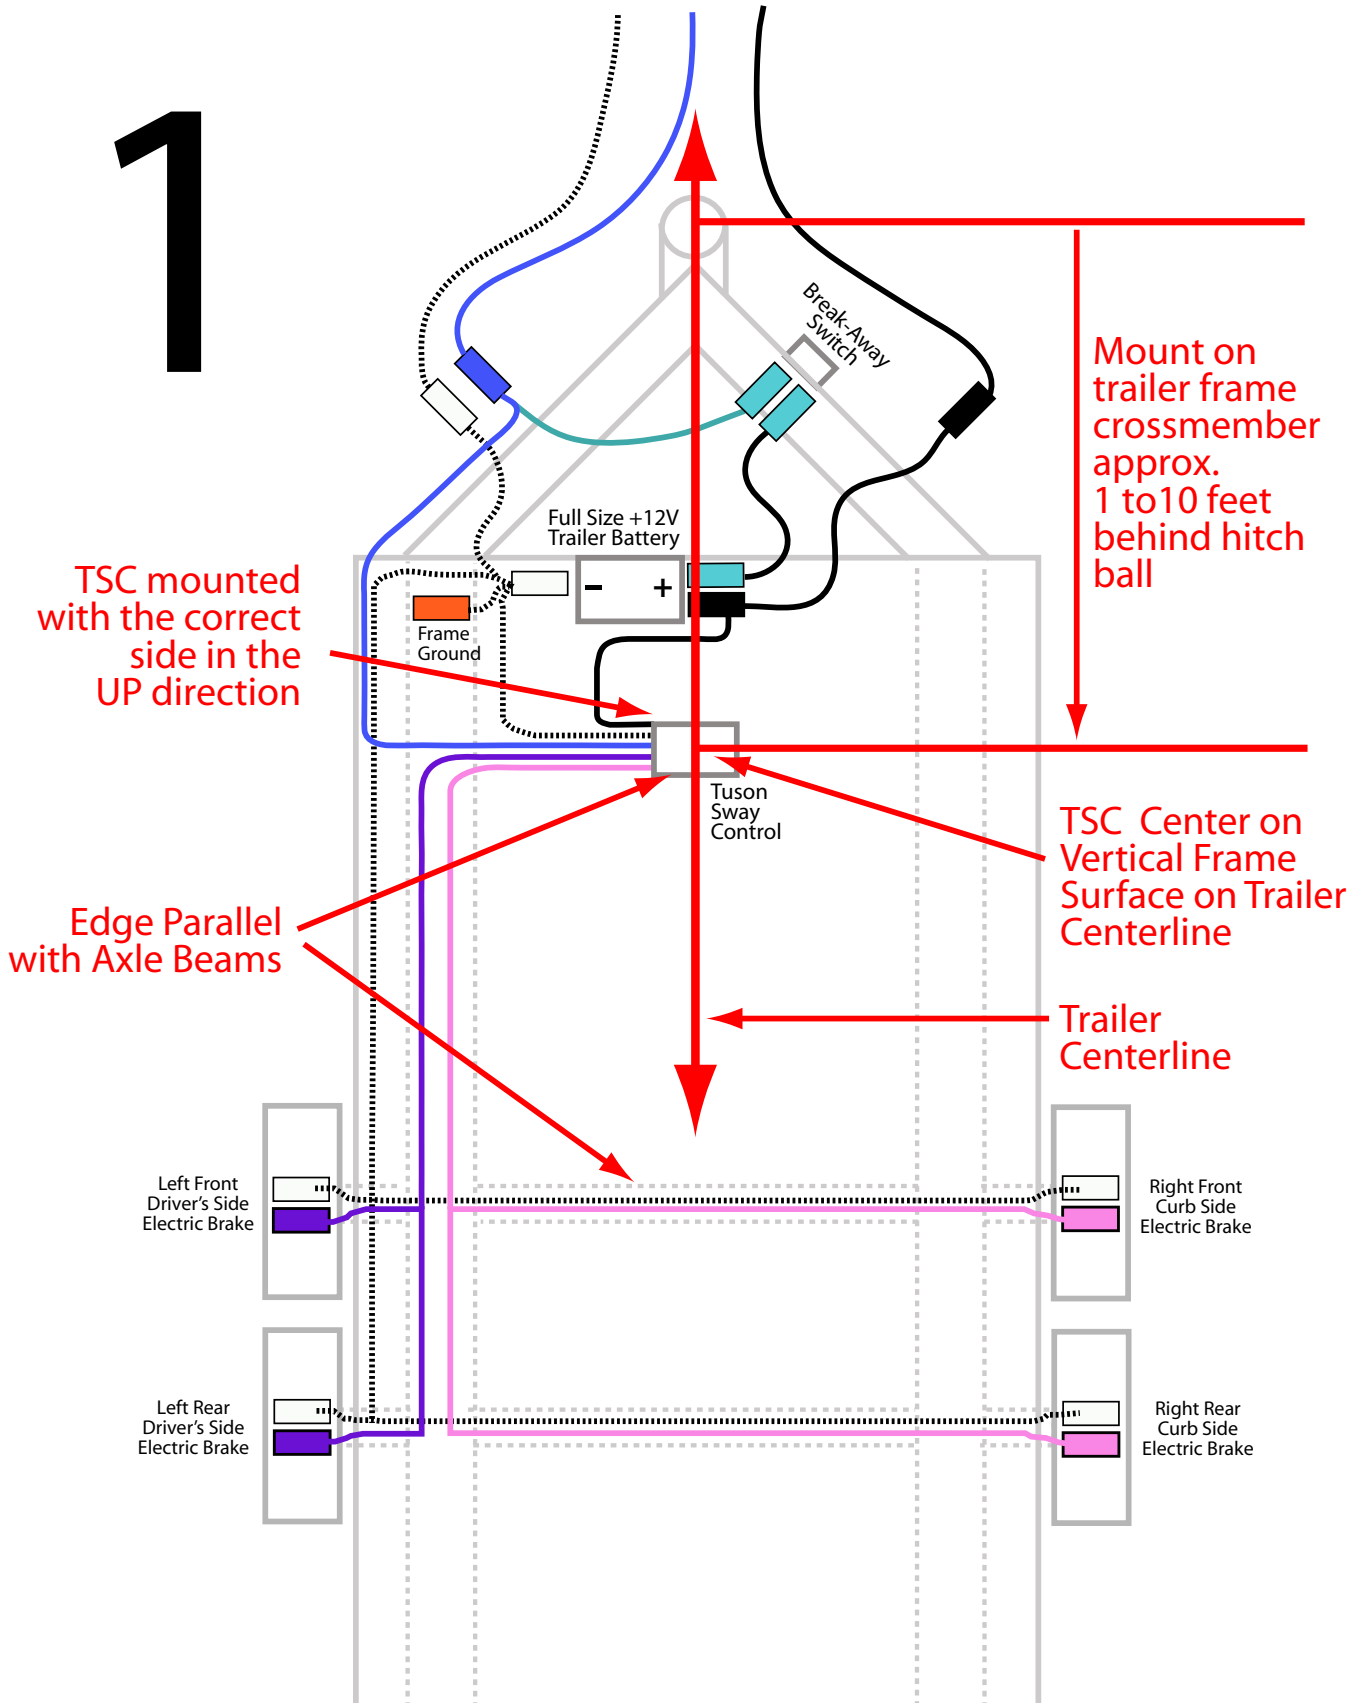 1
Break-Away
Switch
Mount on
trailer frame
crossmember
approx.
1 to10 feet
behind hitch
ball
Full Size +12V
Trailer Battery
- +
TSC mounted
with the correct
side in the
UP direction
Frame
Ground
Tuson
Sway
Control
TSC Center on
Vertical Frame
Surface on Trailer
Centerline
Edge Parallel
with Axle Beams
Trailer
Centerline
Left Front
Driver's Side
Electric Brake
Right Front
Curb Side
Electric Brake
Left Rear
Driver's Side
Electric Brake
Right Rear
Curb Side
Electric Brake